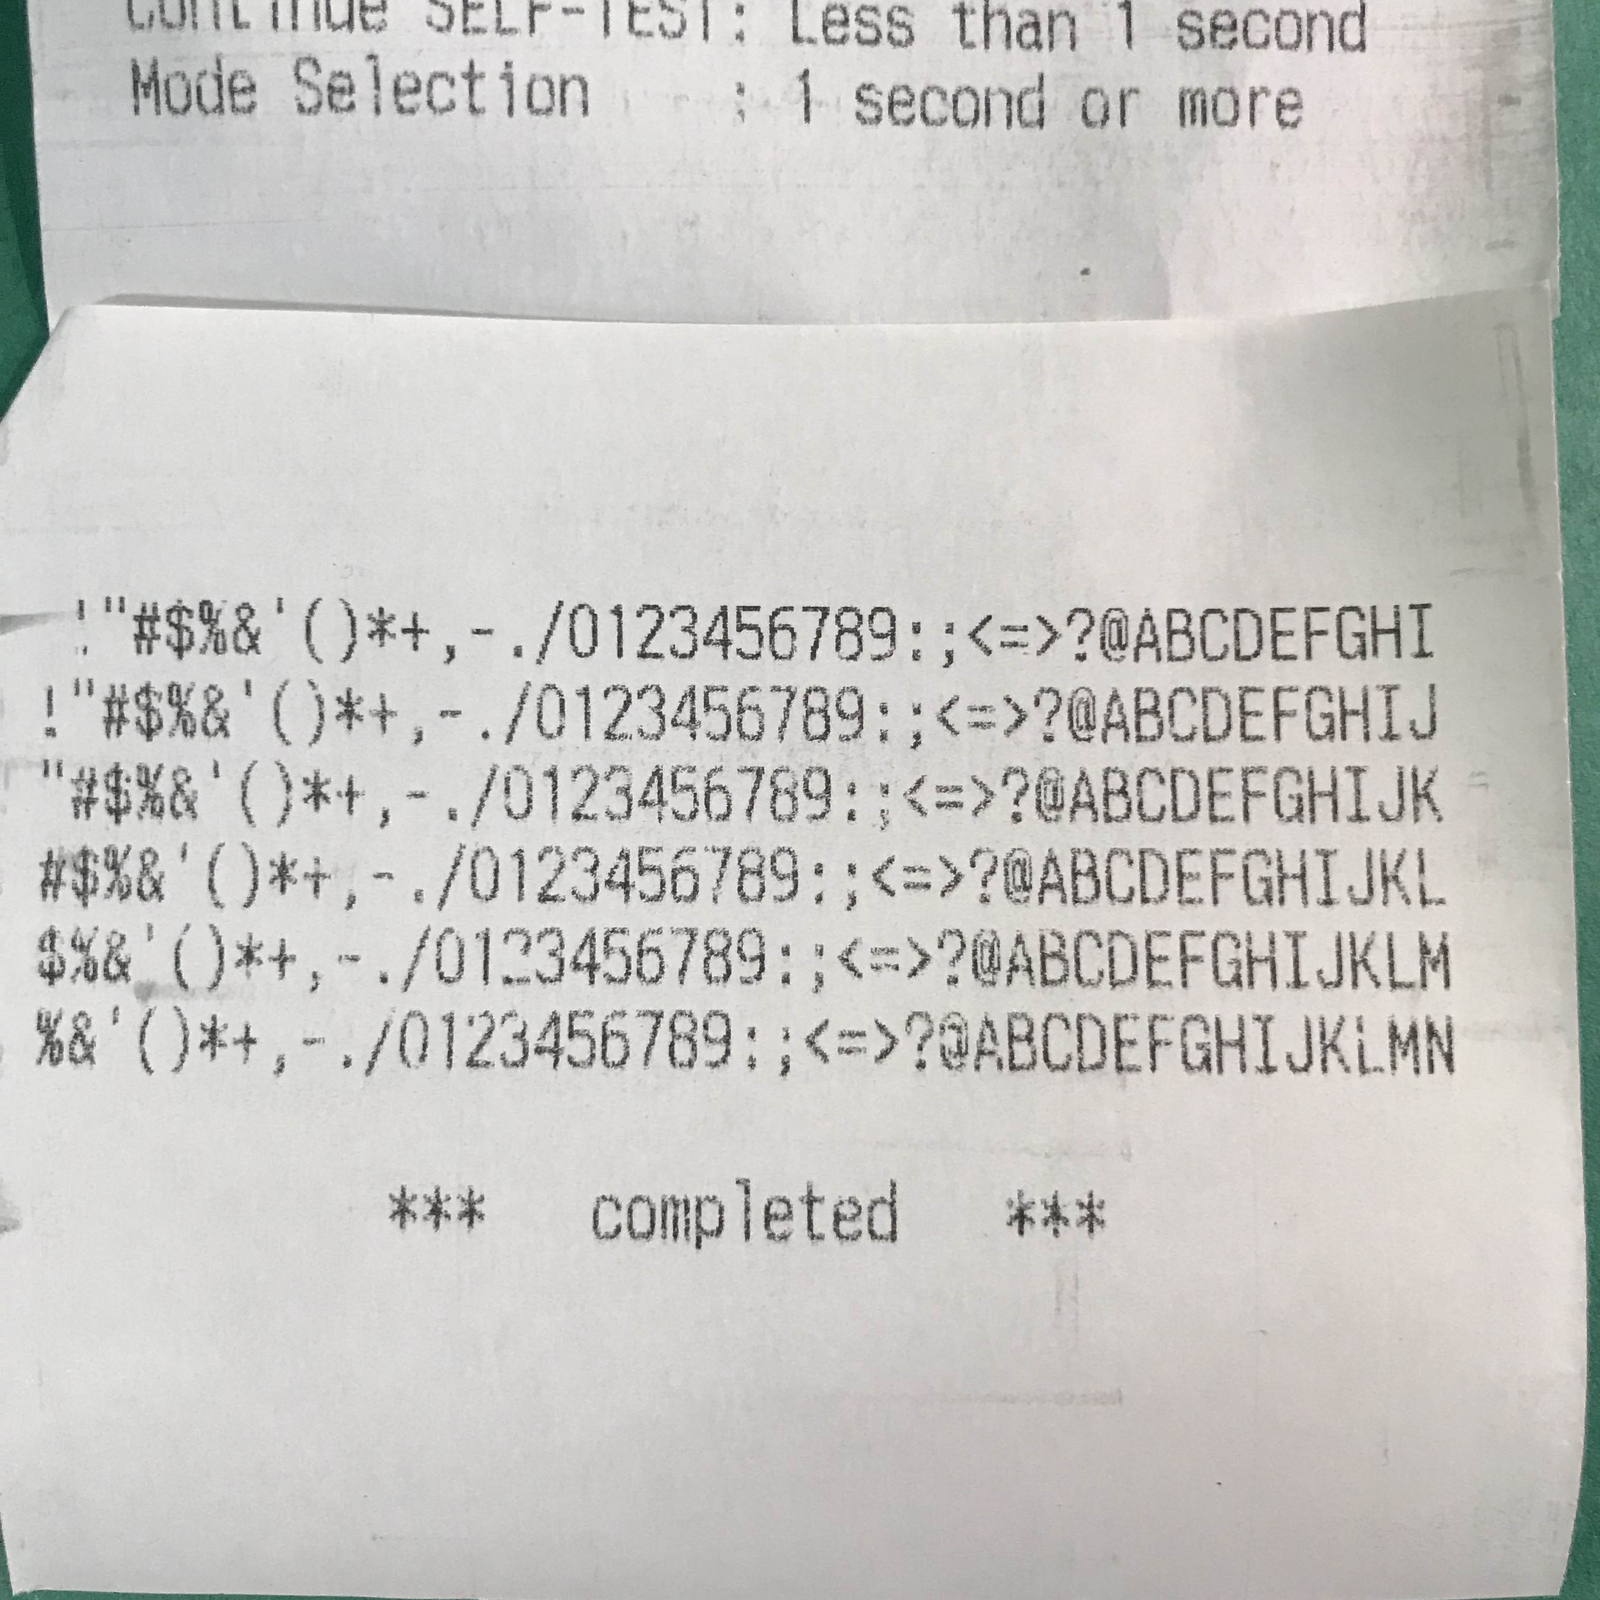 Continue SELF-TEST: Less than 1 second
Mode Selection    : 1 second or more
 !"#$%&'()*+,-./0123456789:;<=>?@ABCDEFGHI
!"#$%&'()*+,-./0123456789:;<=>?@ABCDEFGHIJ
"#$%&'()*+,-./0123456789:;<=>?@ABCDEFGHIJK
#$%&'()*+,-./0123456789:;<=>?@ABCDEFGHIJKL
$%&'()*+,-./0123456789:;<=>?@ABCDEFGHIJKLM
%&'()*+,-./0123456789:;<=>?@ABCDEFGHIJKLMN
***   completed   ***